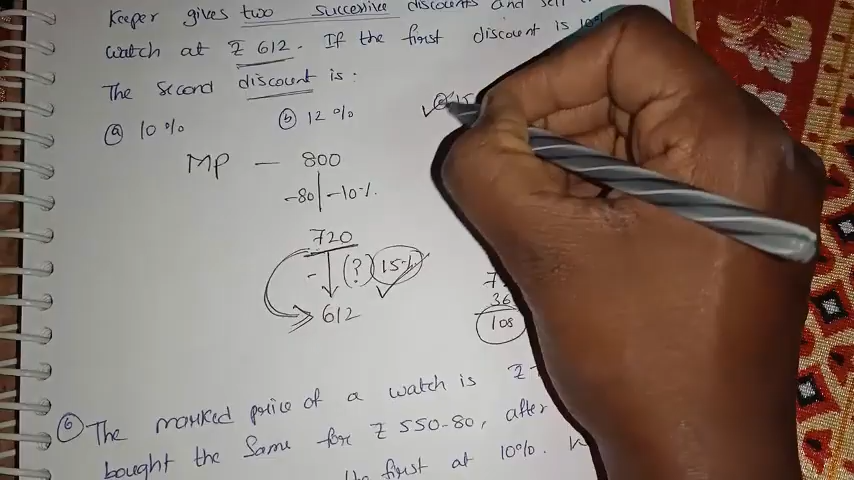 Keeper gives two successive discounts and sell
watch at ₹ 612. If the first discount is 10%
The second discount is :
ⓐ 10 % ⓑ 12 % ✓
MP — 800
-80 | -10%.
720
- (?) 15% ✓
612
36
108
⑥ The marked price of a watch is ₹
bought the same for ₹ 550-80, after
first at 10%.